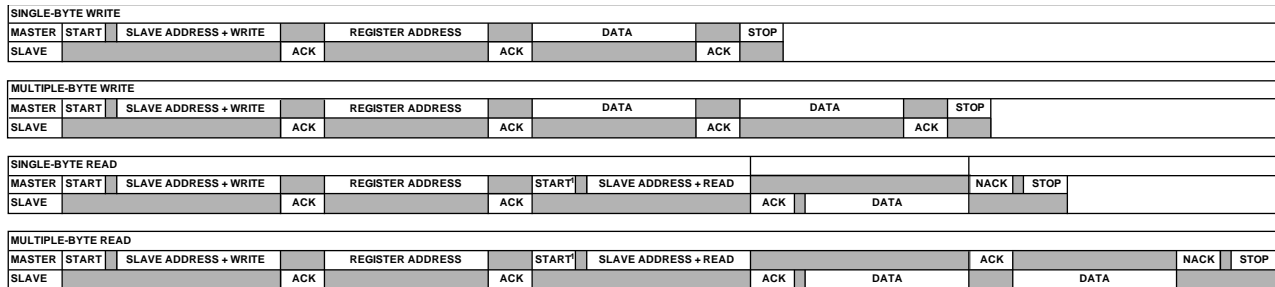 SINGLE-BYTE WRITE
MASTER START SLAVE ADDRESS + WRITE REGISTER ADDRESS DATA STOP
SLAVE ACK ACK ACK
MULTIPLE-BYTE WRITE
MASTER START SLAVE ADDRESS + WRITE REGISTER ADDRESS DATA DATA STOP
SLAVE ACK ACK ACK ACK
SINGLE-BYTE READ
MASTER START SLAVE ADDRESS + WRITE REGISTER ADDRESS START¹ SLAVE ADDRESS + READ NACK STOP
SLAVE ACK ACK ACK DATA
MULTIPLE-BYTE READ
MASTER START SLAVE ADDRESS + WRITE REGISTER ADDRESS START¹ SLAVE ADDRESS + READ ACK NACK STOP
SLAVE ACK ACK ACK DATA DATA